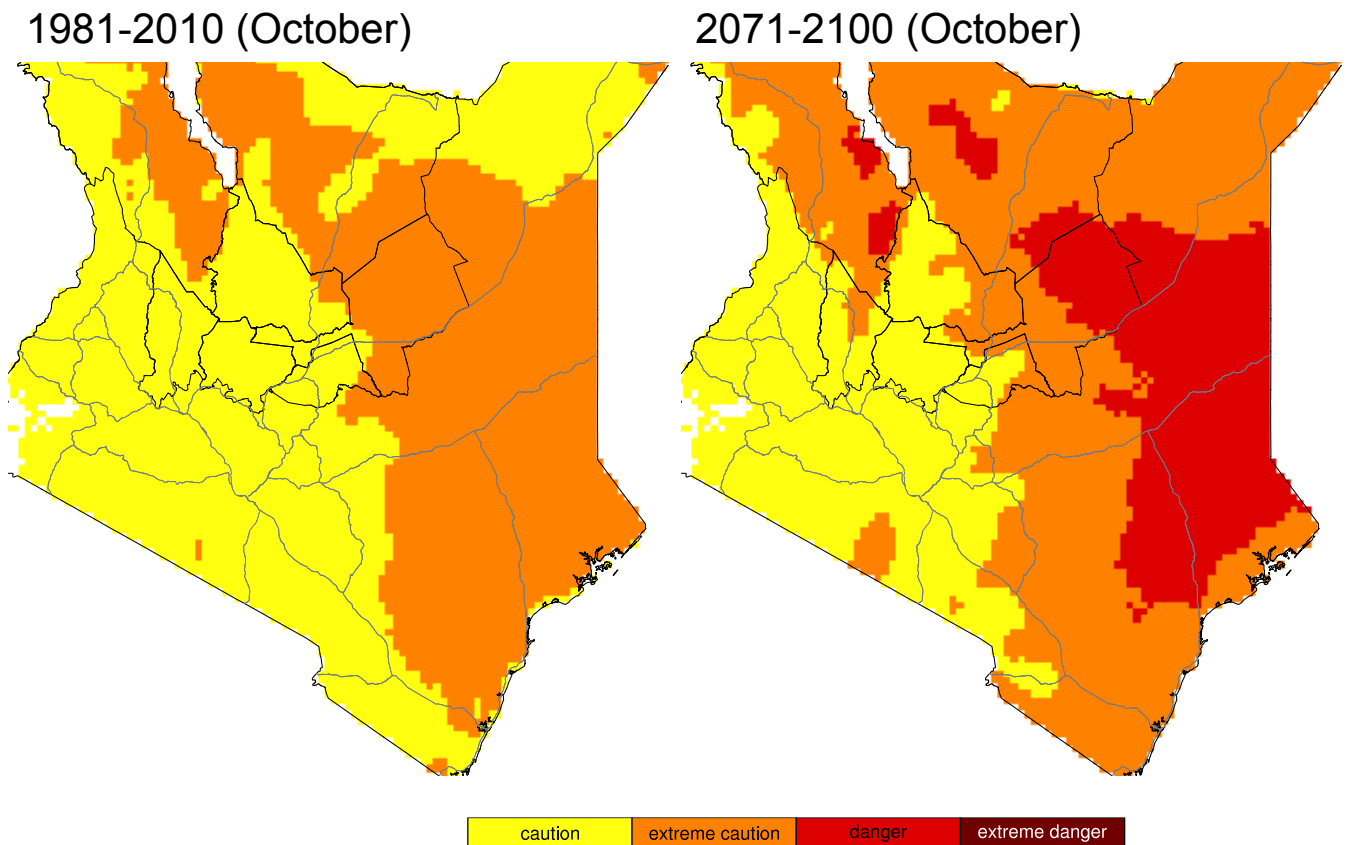 1981-2010 (October)
2071-2100 (October)
caution
extreme caution
danger
extreme danger